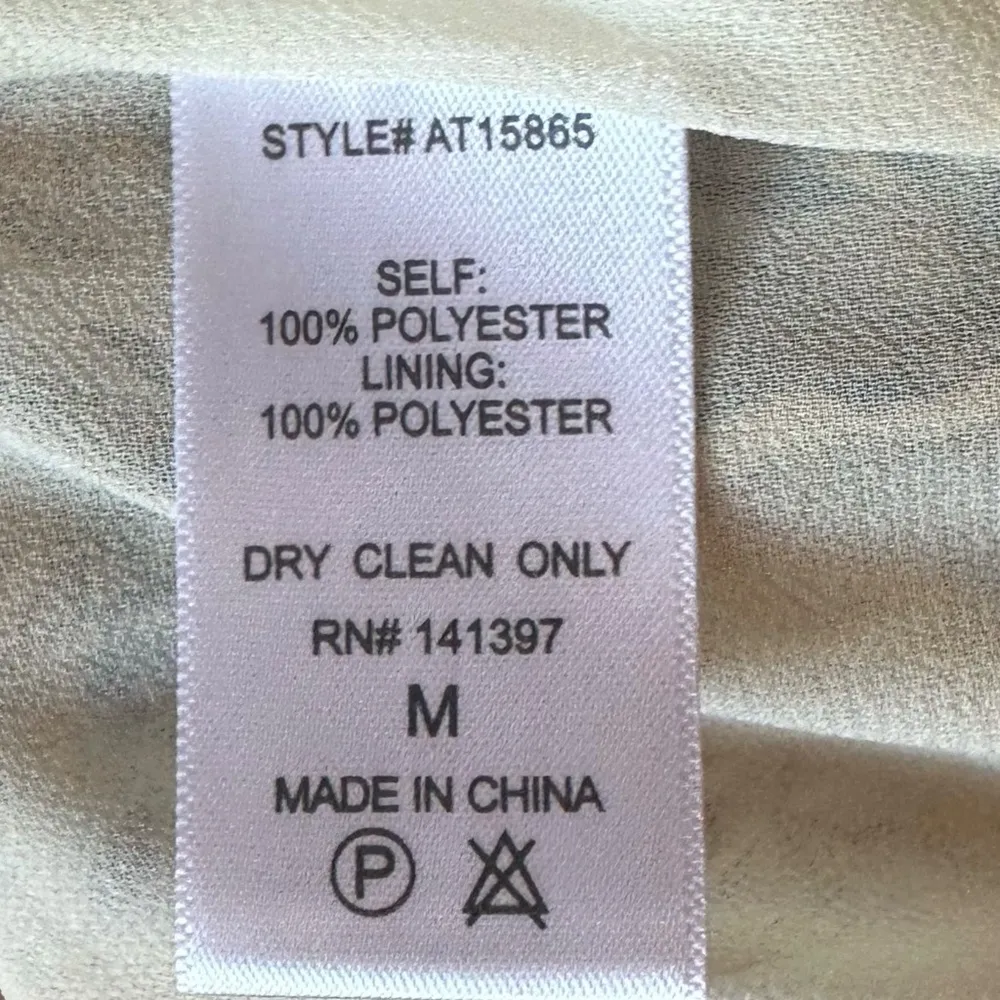 STYLE# AT15865
SELF:
100% POLYESTER
LINING:
100% POLYESTER
DRY CLEAN ONLY
RN# 141397
M
MADE IN CHINA
P